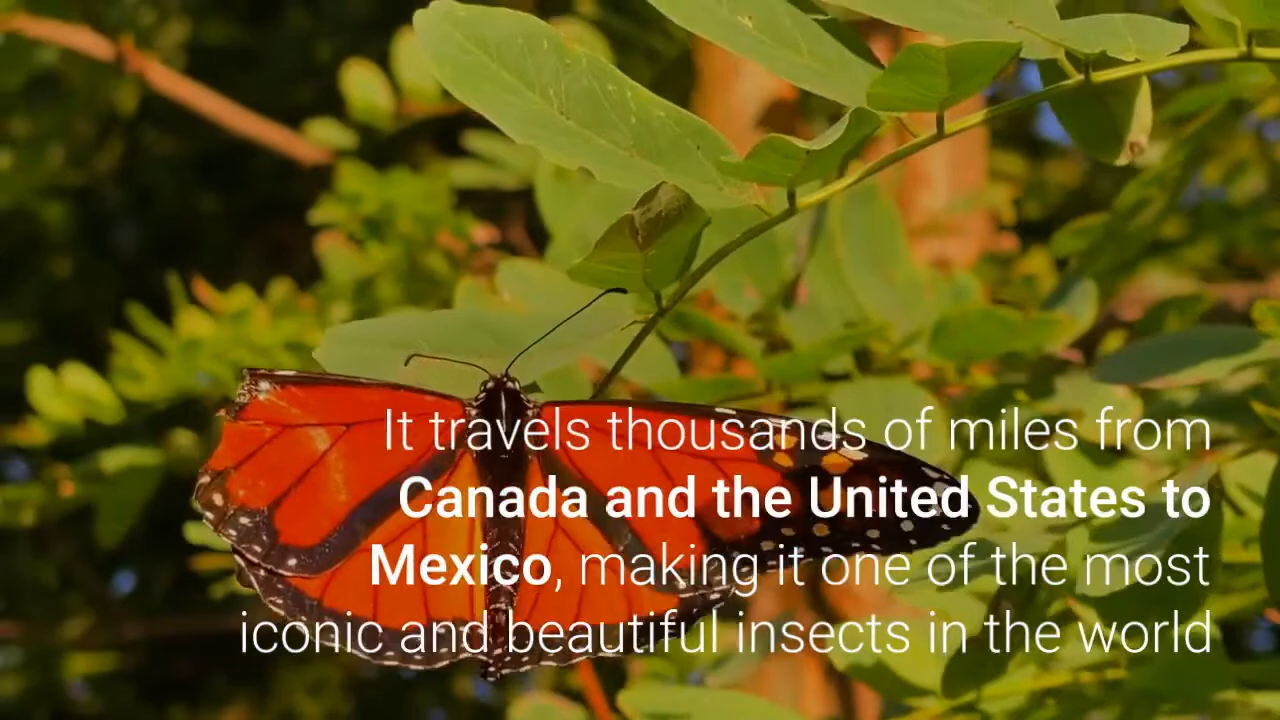 It travels thousands of miles from
Canada and the United States to
Mexico, making it one of the most
iconic and beautiful insects in the world